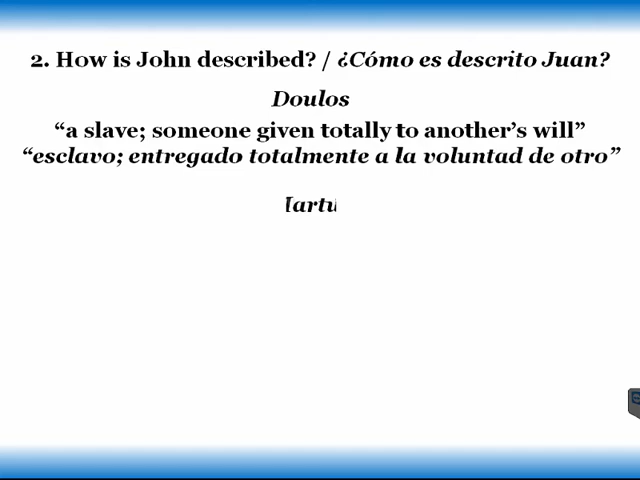 2. How is John described? / ¿Cómo es descrito Juan?
Doulos
“a slave; someone given totally to another’s will”
“esclavo; entregado totalmente a la voluntad de otro”